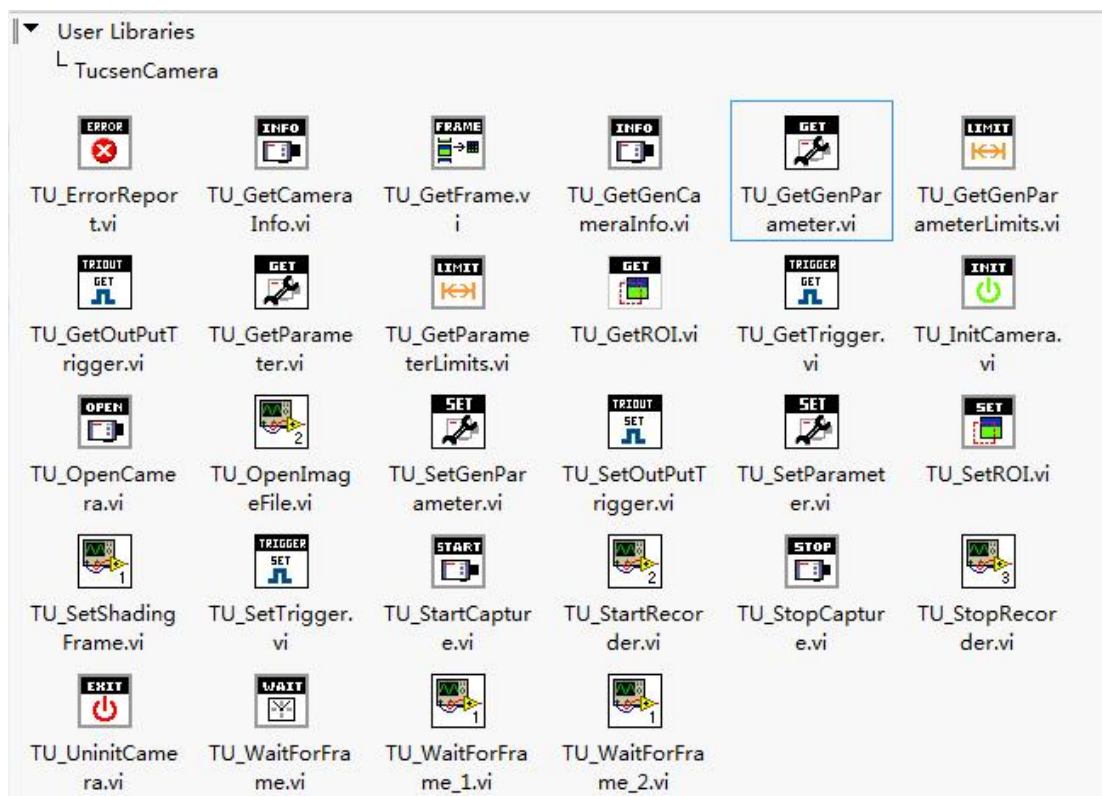 User Libraries
TucsenCamera
ERROR INFO FRAME INFO GET LIMIT
TU_ErrorRepor TU_GetCamera TU_GetFrame.v TU_GetGenCa TU_GetGenPar TU_GetGenPar
t.vi Info.vi i meraInfo.vi ameter.vi ameterLimits.vi
TRIOUT GET LIMIT GET TRIGGER INIT
GET GET
TU_GetOutPutT TU_GetParame TU_GetParame TU_GetROI.vi TU_GetTrigger. TU_InitCamera.
rigger.vi ter.vi terLimits.vi vi vi
OPEN SET TRIOUT SET SET
2 SET
TU_OpenCame TU_OpenImag TU_SetGenPar TU_SetOutPutT TU_SetParamet TU_SetROI.vi
ra.vi eFile.vi ameter.vi rigger.vi er.vi
TRIGGER START STOP
1 SET 2 3
TU_SetShading TU_SetTrigger. TU_StartCaptur TU_StartRecor TU_StopCaptur TU_StopRecor
Frame.vi vi e.vi der.vi e.vi der.vi
EXIT WAIT
1 1
TU_UninitCame TU_WaitForFra TU_WaitForFra TU_WaitForFra
ra.vi me.vi me_1.vi me_2.vi